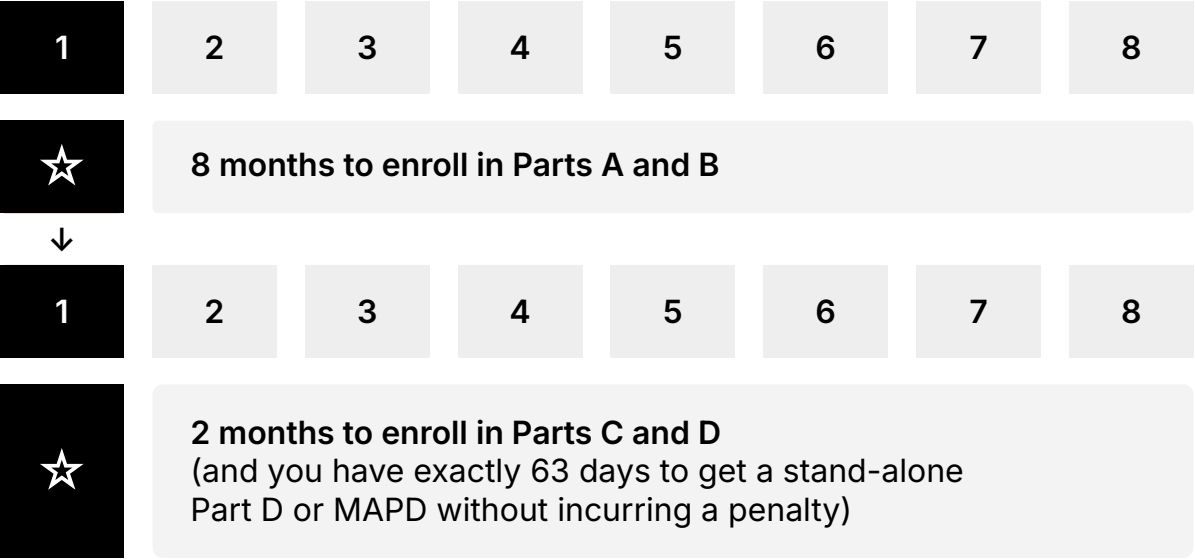 1 2 3 4 5 6 7 8
8 months to enroll in Parts A and B
1 2 3 4 5 6 7 8
2 months to enroll in Parts C and D
(and you have exactly 63 days to get a stand-alone
Part D or MAPD without incurring a penalty)